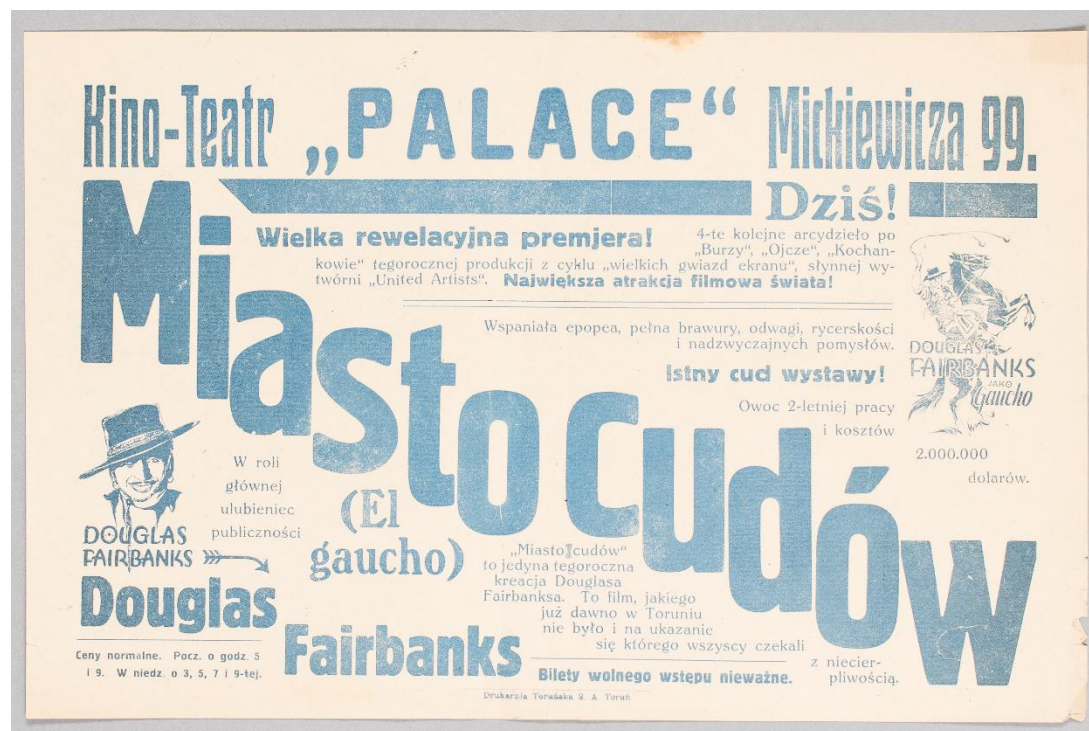 Kino-Teatr „PALACE“ Mickiewicza 99.
Dziś!
Miasto cudów
(El
gaucho)
Wielka rewelacyjna premjera!
4-te kolejne arcydzieło po
„Burzy“, „Ojcze“, „Kochan-
kowie“ tegorocznej produkcji z cyklu „wielkich gwiazd ekranu“, słynnej wy-
twórni „United Artists“. Największa atrakcja filmowa świata!
Wspaniała epopea, pełna brawury, odwagi, rycerskości
i nadzwyczajnych pomysłów.
Istny cud wystawy!
Owoc 2-letniej pracy
i kosztów
2.000.000
dolarów.
DOUGLAS
FAIRBANKS
JAKO
Gaucho
W roli
głównej
ulubieniec
publiczności
DOUGLAS
FAIRBANKS
Douglas
Fairbanks
„Miasto cudów“
to jedyna tegoroczna
kreacja Douglasa
Fairbanksa. To film, jakiego
już dawno w Toruniu
nie było i na ukazanie
się którego wszyscy czekali
z niecier-
pliwością.
Ceny normalne. Pocz. o godz. 5
i 9. W niedz. o 3, 5, 7 i 9-tej.
Bilety wolnego wstępu nieważne.
Drukarnia Toruńska S. A. Toruń